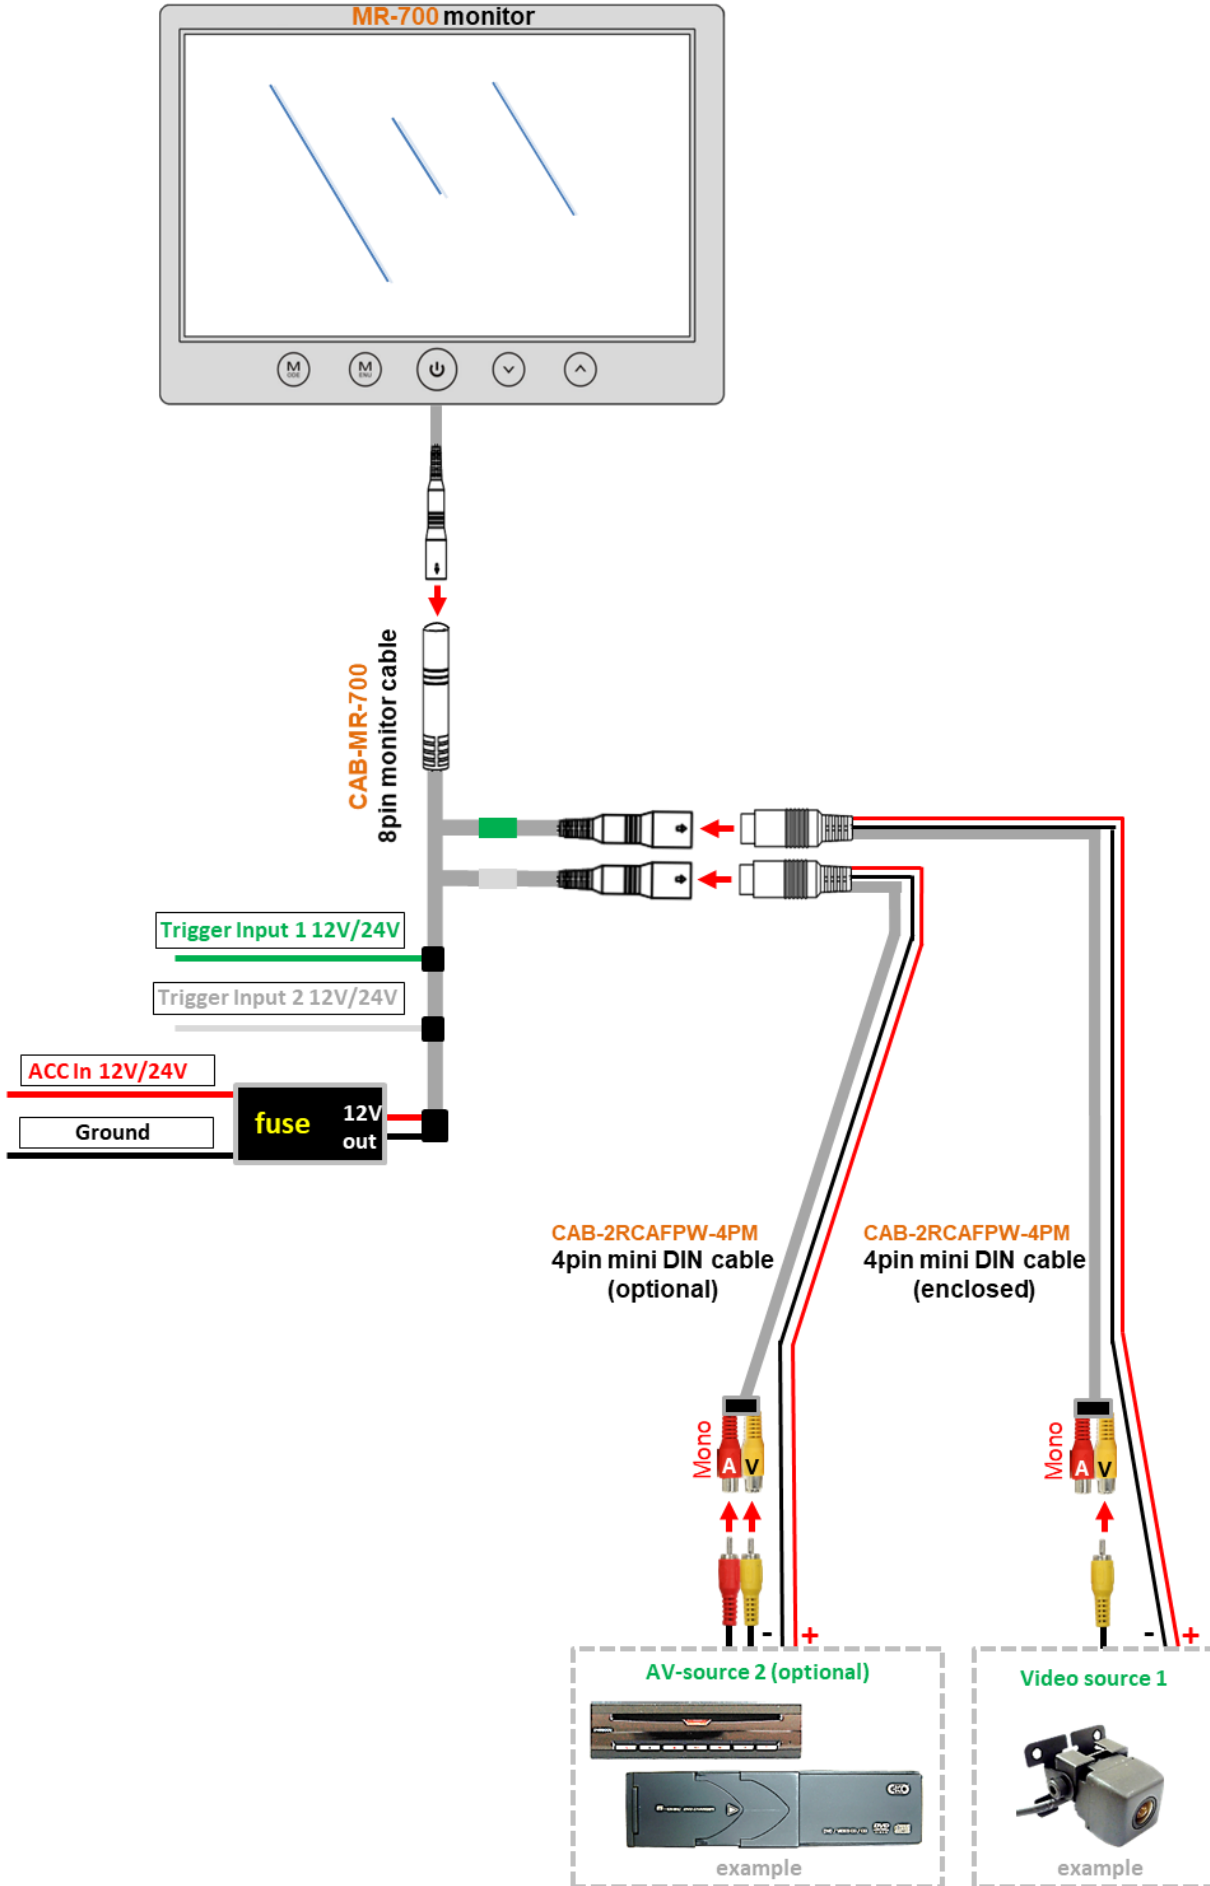 MR-700 monitor
M
ODE
M
ENU
CAB-MR-700
8pin monitor cable
Trigger Input 1 12V/24V
Trigger Input 2 12V/24V
ACC In 12V/24V
Ground
fuse
12V
out
CAB-2RCAFPW-4PM
4pin mini DIN cable
(optional)
CAB-2RCAFPW-4PM
4pin mini DIN cable
(enclosed)
Mono
A
V
Mono
A
V
- +
- +
AV-source 2 (optional)
Video source 1
example
example